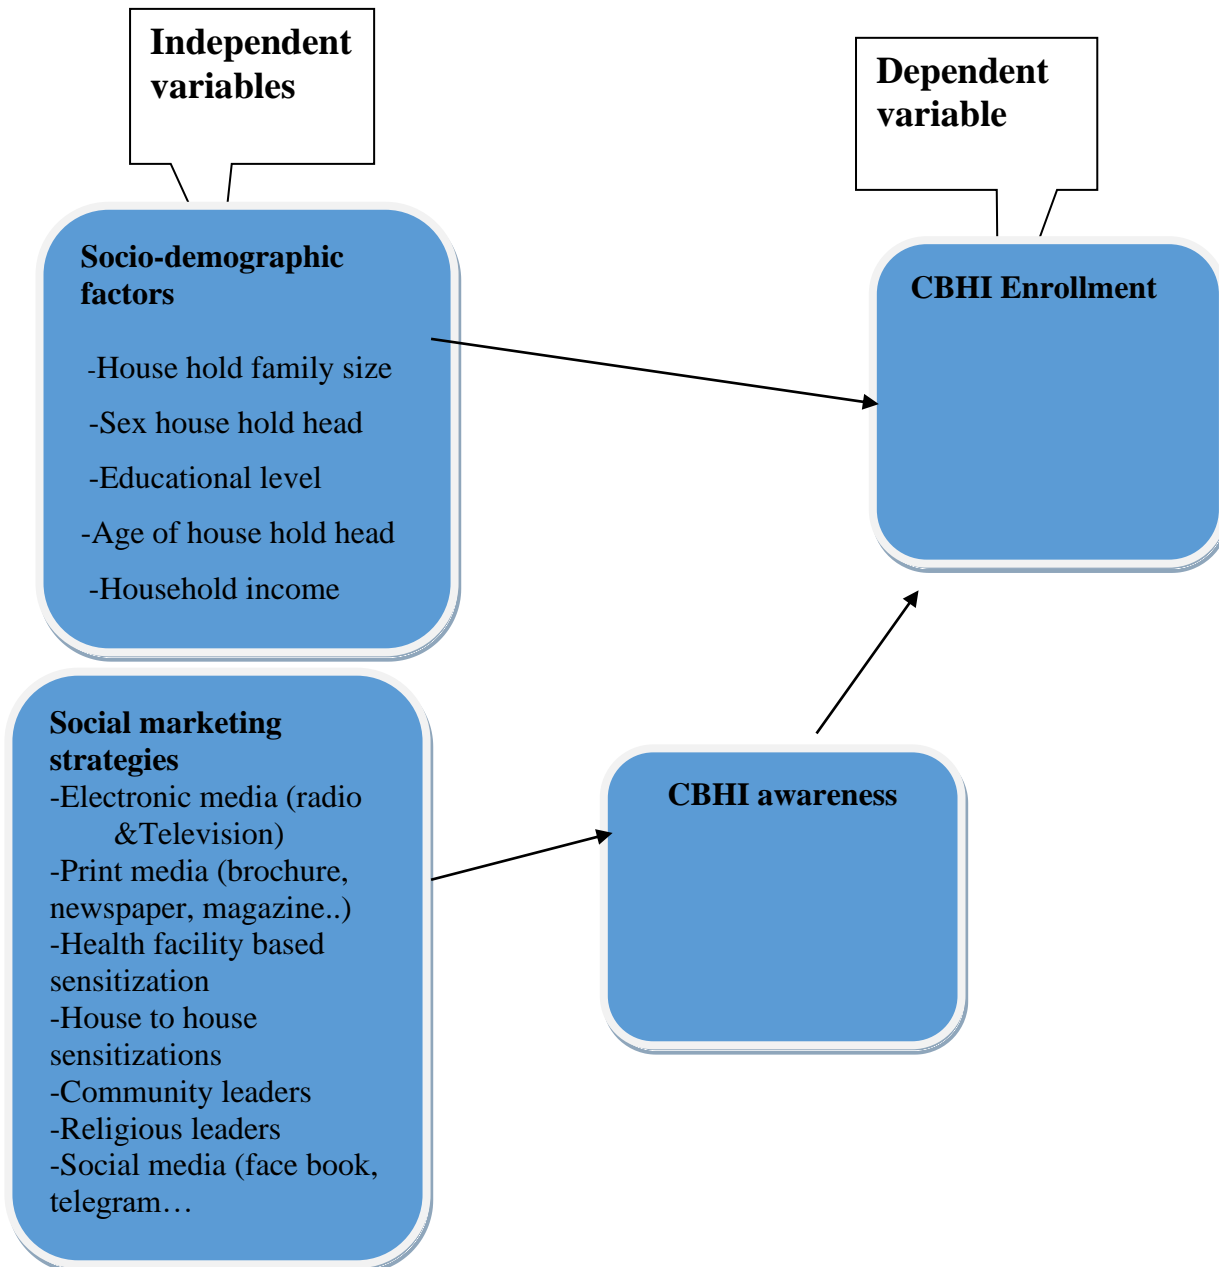 Independent
variables
Dependent
variable
Socio-demographic
factors
-House hold family size
-Sex house hold head
-Educational level
-Age of house hold head
-Household income
CBHI Enrollment
Social marketing
strategies
-Electronic media (radio
&Television)
-Print media (brochure,
newspaper, magazine..)
-Health facility based
sensitization
-House to house
sensitizations
-Community leaders
-Religious leaders
-Social media (face book,
telegram…
CBHI awareness